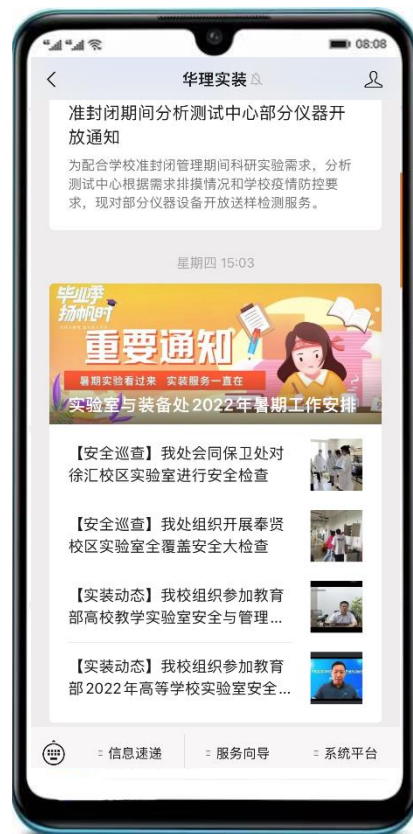 08:08
华理实装
准封闭期间分析测试中心部分仪器开
放通知
为配合学校准封闭管理期间科研实验需求，分析
测试中心根据需求排摸情况和学校疫情防控要
求，现对部分仪器设备开放送样检测服务。
星期四 15:03
毕业季
扬帆时
重要通知
暑期实验看过来 实装服务一直在
实验室与装备处2022年暑期工作安排
【安全巡查】我处会同保卫处对
徐汇校区实验室进行安全检查
【安全巡查】我处组织开展奉贤
校区实验室全覆盖安全大检查
【实装动态】我校组织参加教育
部高校教学实验室安全与管理...
【实装动态】我校组织参加教育
部2022年高等学校实验室安全...
信息速递
服务向导
系统平台